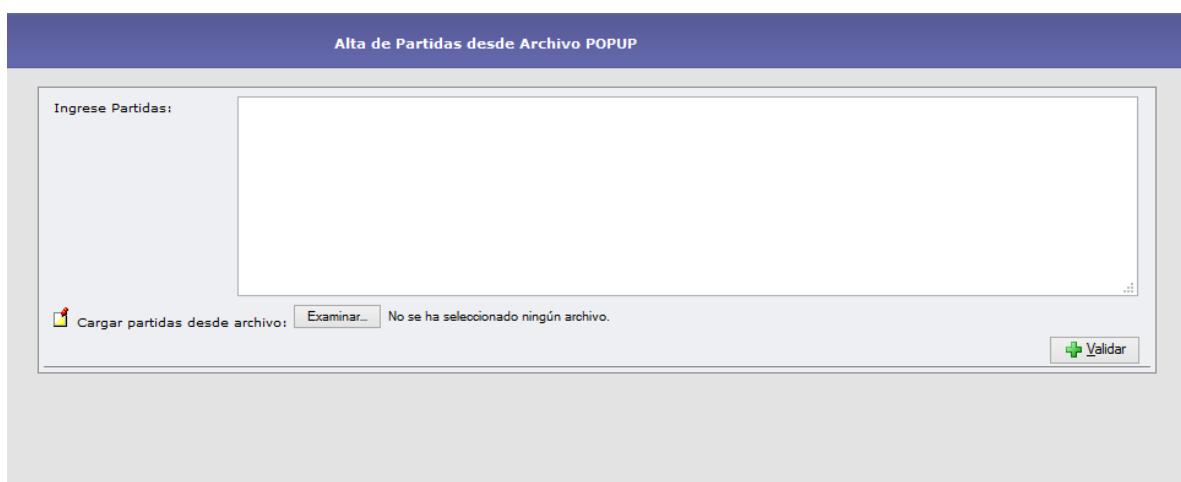 Alta de Partidas desde Archivo POPUP
Ingrese Partidas:
Cargar partidas desde archivo: Examinar... No se ha seleccionado ningún archivo.
Validar